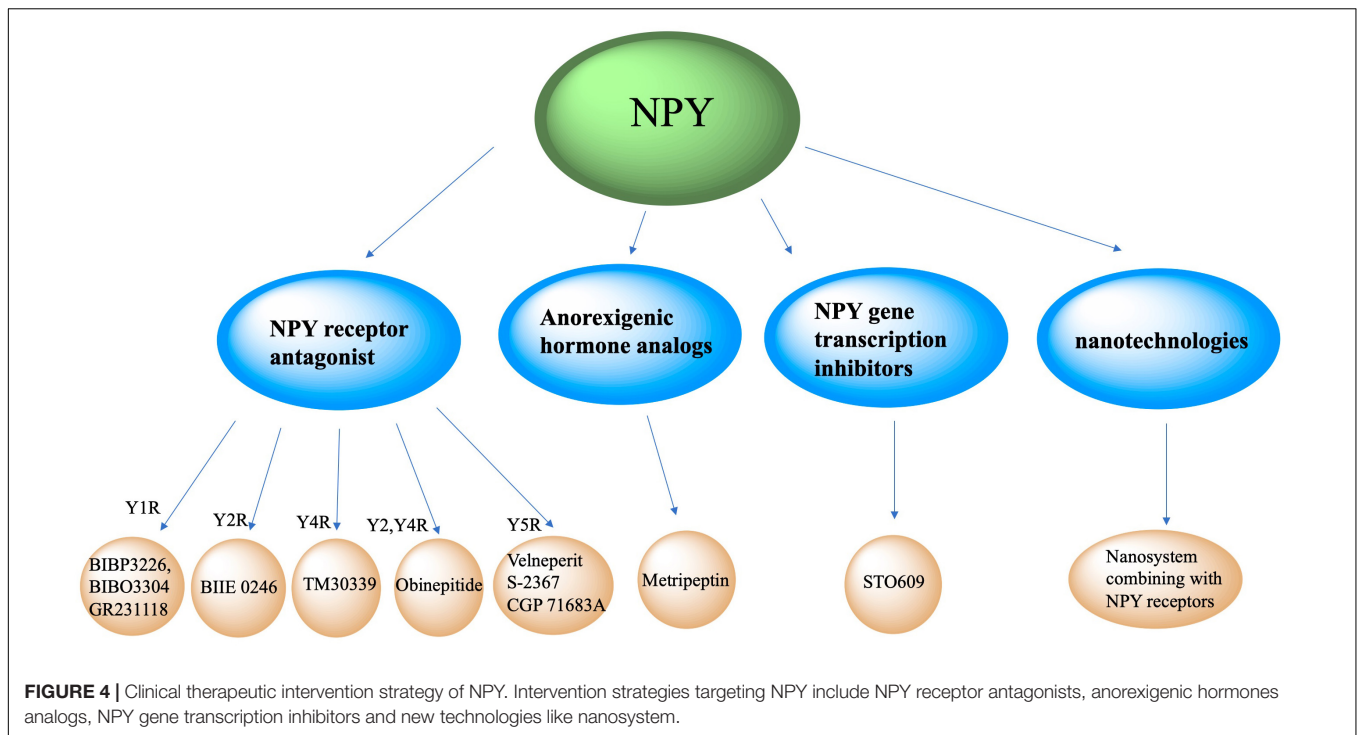 NPY
NPY receptor
antagonist
Anorexigenic
hormone analogs
NPY gene
transcription
inhibitors
nanotechnologies
Y1R
Y2R
Y4R
Y2,Y4R
Y5R
BIBP3226,
BIBO3304
GR231118
BIIE 0246
TM30339
Obinepitide
Velneperit
S-2367
CGP 71683A
Metripeptin
STO609
Nanosystem
combining with
NPY receptors
FIGURE 4 | Clinical therapeutic intervention strategy of NPY. Intervention strategies targeting NPY include NPY receptor antagonists, anorexigenic hormones
analogs, NPY gene transcription inhibitors and new technologies like nanosystem.